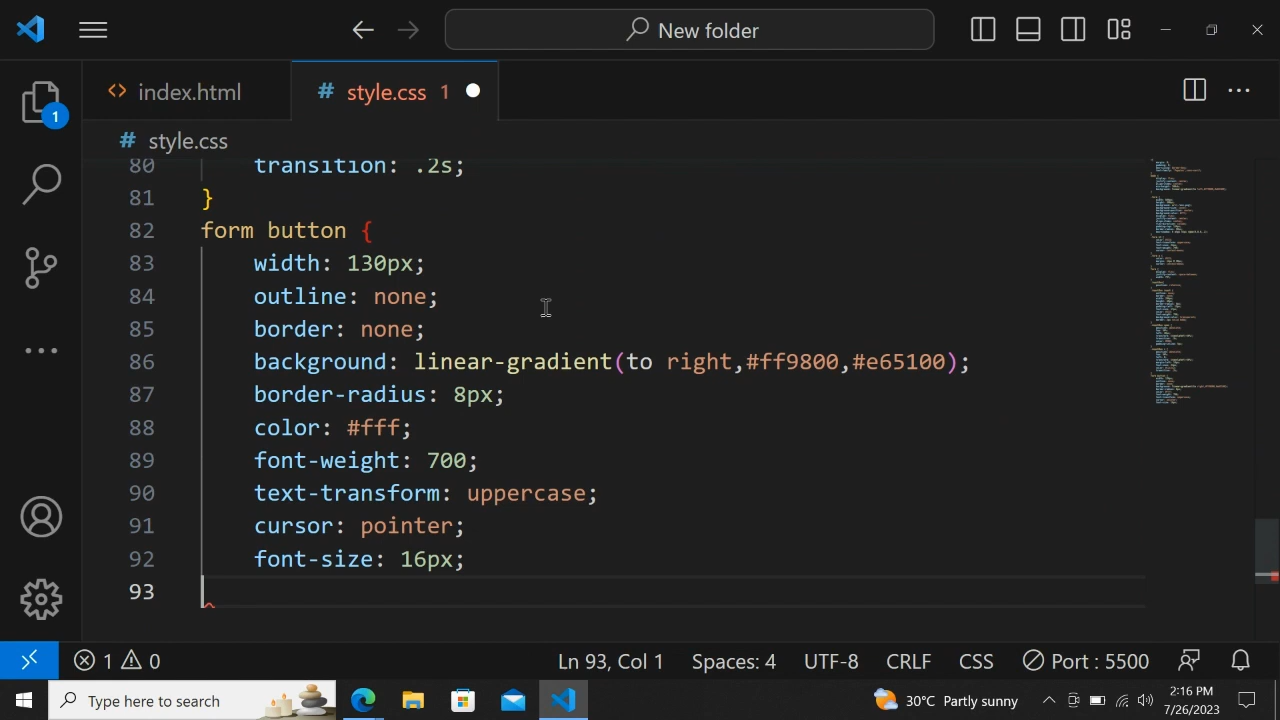 New folder
index.html
style.css 1
1
style.css
80 transition: .2s;
81 }
82 form button {
83 width: 130px;
84 outline: none;
85 border: none;
86 background: linear-gradient(to right,#ff9800,#e65100);
87 border-radius: 8px;
88 color: #fff;
89 font-weight: 700;
90 text-transform: uppercase;
91 cursor: pointer;
92 font-size: 16px;
93
1 0 Ln 93, Col 1 Spaces: 4 UTF-8 CRLF CSS Port : 5500
Type here to search 30°C Partly sunny 2:16 PM
7/26/2023